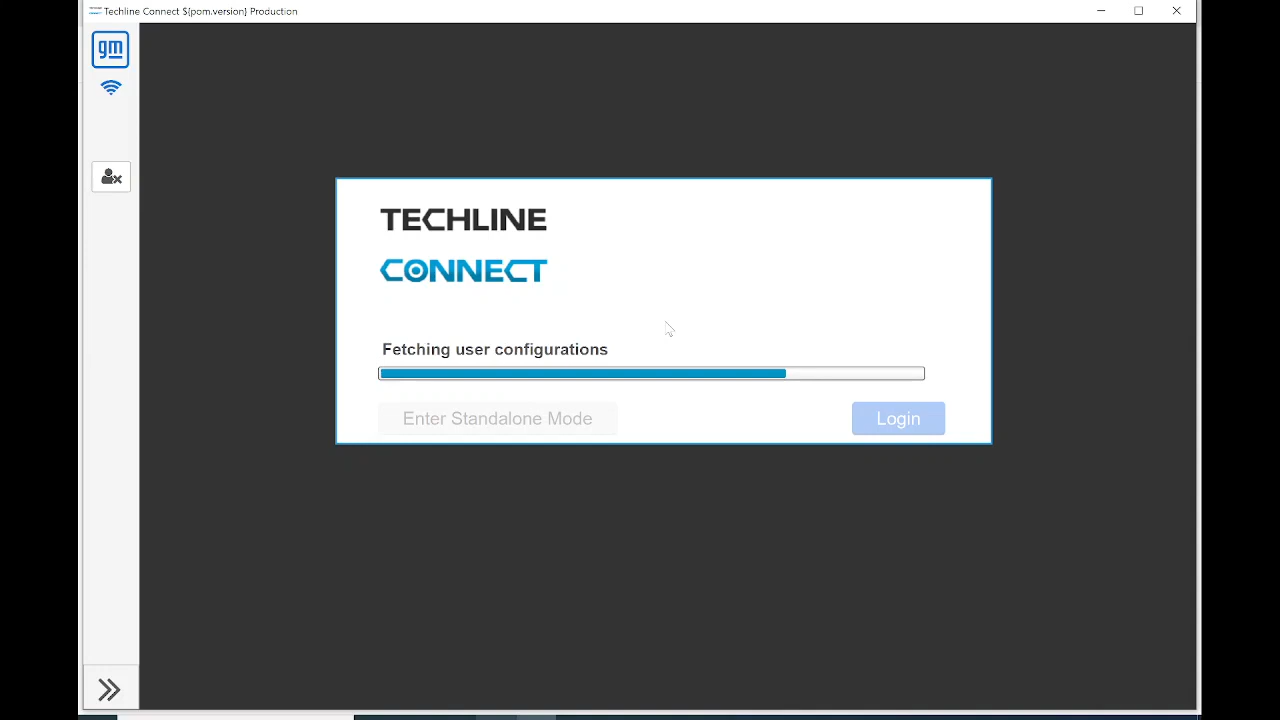 Techline Connect ${pom.version} Production
gm
TECHLINE
CONNECT
Fetching user configurations
Enter Standalone Mode
Login